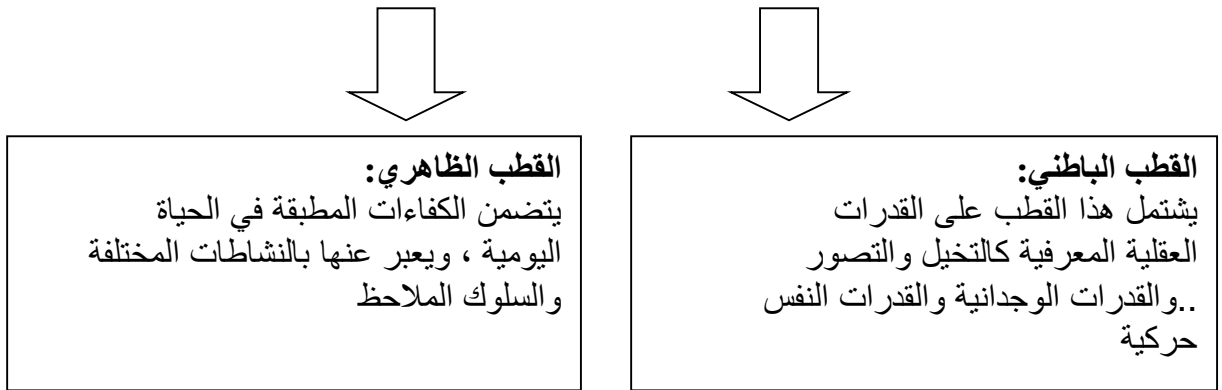 القطب الباطني:
يشتمل هذا القطب على القدرات
العقلية المعرفية كالتخيل والتصور
..والقدرات الوجدانية والقدرات النفس
حركية
القطب الظاهري:
يتضمن الكفاءات المطبقة في الحياة
اليومية ، ويعبر عنها بالنشاطات المختلفة
والسلوك الملاحظ